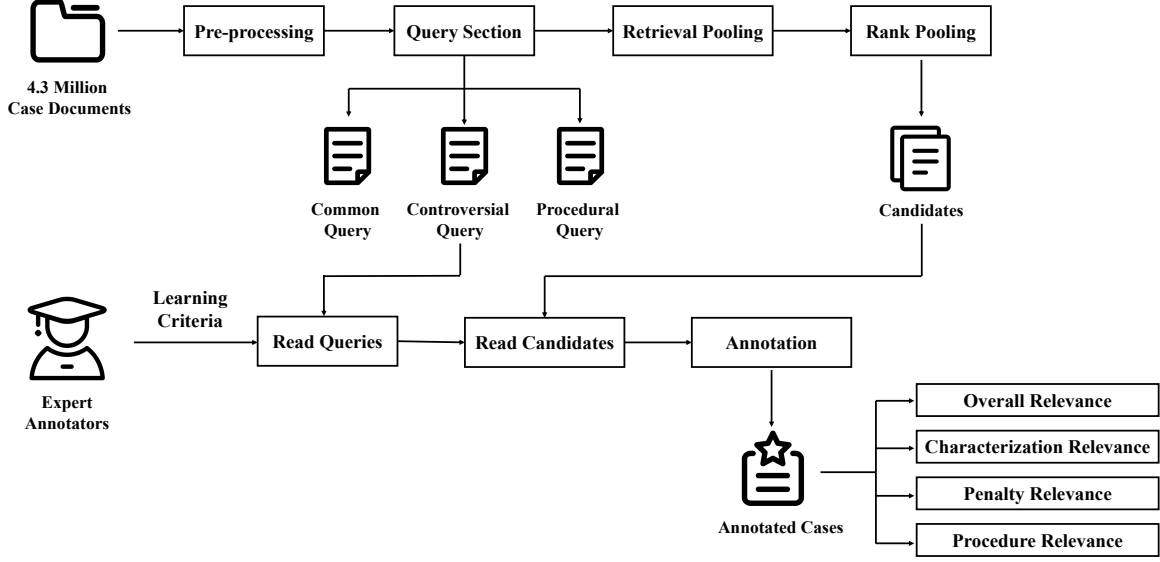 Pre-processing
Query Section
Retrieval Pooling
Rank Pooling
4.3 Million
Case Documents
Common
Query
Controversial
Query
Procedural
Query
Candidates
Learning
Criteria
Read Queries
Read Candidates
Annotation
Expert
Annotators
Annotated Cases
Overall Relevance
Characterization Relevance
Penalty Relevance
Procedure Relevance